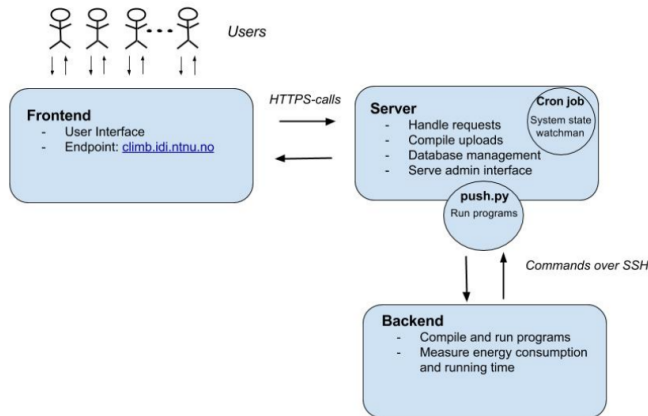 Users
Frontend
- User Interface
- Endpoint: climb.idi.ntnu.no
HTTPS-calls
Server
- Handle requests
- Compile uploads
- Database management
- Serve admin interface
Cron job
System state
watchman
push.py
Run programs
Commands over SSH
Backend
- Compile and run programs
- Measure energy consumption
and running time